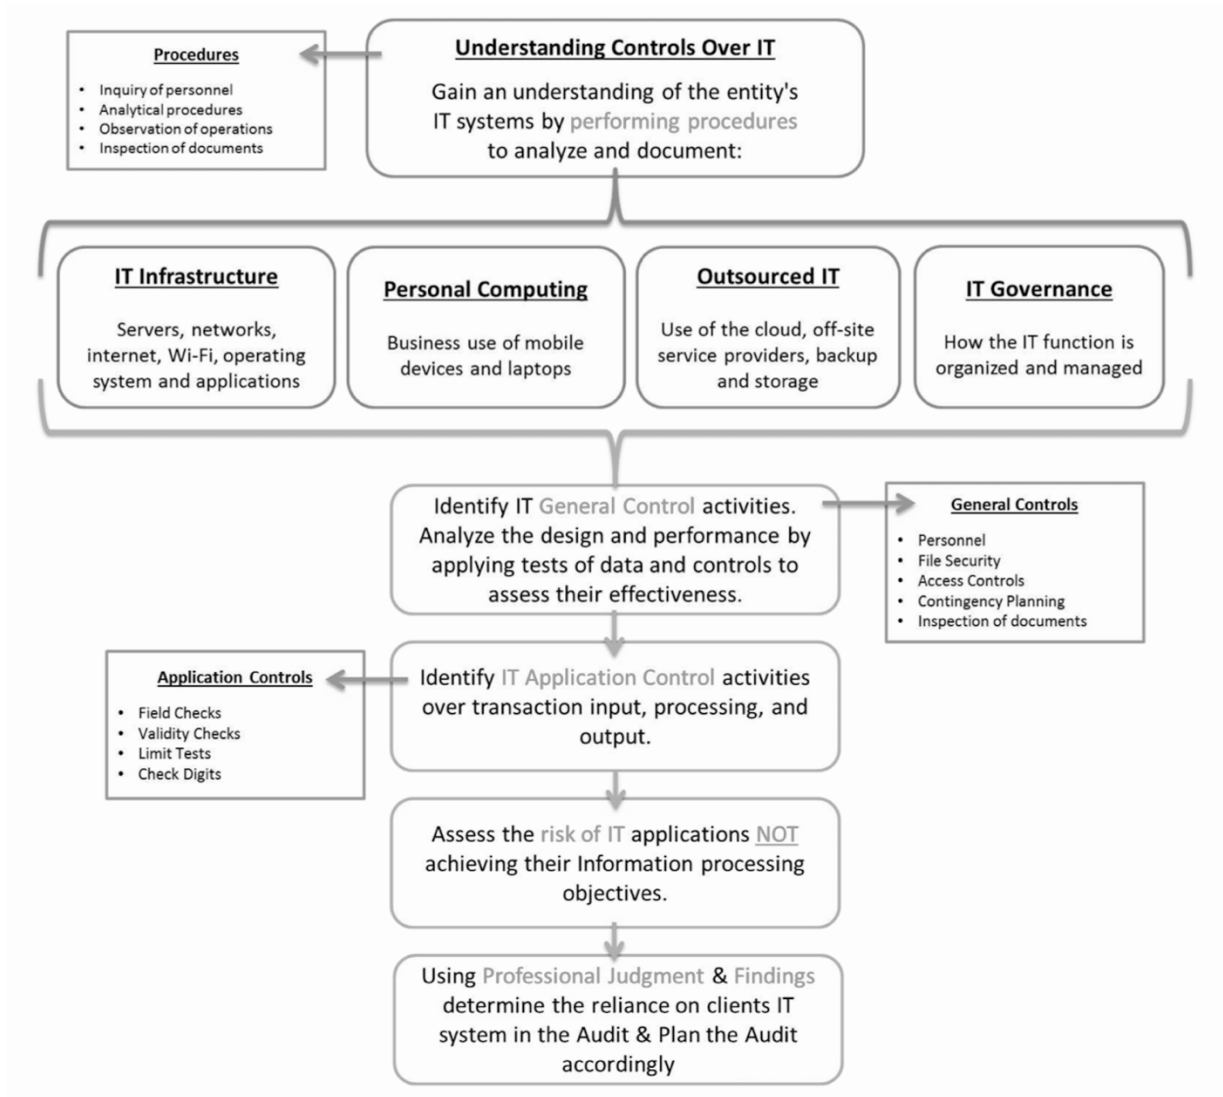 Procedures
• Inquiry of personnel
• Analytical procedures
• Observation of operations
• Inspection of documents
Understanding Controls Over IT
Gain an understanding of the entity's
IT systems by performing procedures
to analyze and document:
IT Infrastructure
Servers, networks,
internet, Wi-Fi, operating
system and applications
Personal Computing
Business use of mobile
devices and laptops
Outsourced IT
Use of the cloud, off-site
service providers, backup
and storage
IT Governance
How the IT function is
organized and managed
Identify IT General Control activities.
Analyze the design and performance by
applying tests of data and controls to
assess their effectiveness.
General Controls
• Personnel
• File Security
• Access Controls
• Contingency Planning
• Inspection of documents
Application Controls
• Field Checks
• Validity Checks
• Limit Tests
• Check Digits
Identify IT Application Control activities
over transaction input, processing, and
output.
Assess the risk of IT applications NOT
achieving their Information processing
objectives.
Using Professional Judgment & Findings
determine the reliance on clients IT
system in the Audit & Plan the Audit
accordingly